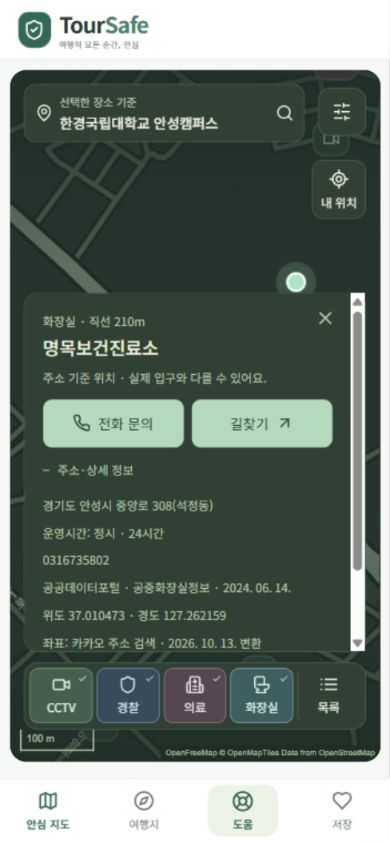 TourSafe
여행의 모든 순간, 안심
선택한 장소 기준
한경국립대학교 안성캠퍼스
내 위치
화장실 · 직선 210m
명목보건진료소
주소 기준 위치 · 실제 입구와 다를 수 있어요.
전화 문의
길찾기
− 주소·상세 정보
경기도 안성시 중앙로 308(석정동)
운영시간: 정시 · 24시간
0316735802
공공데이터포털 · 공중화장실정보 · 2024. 06. 14.
위도 37.010473 · 경도 127.262159
좌표: 카카오 주소 검색 · 2026. 10. 13. 변환
CCTV
경찰
의료
화장실
목록
100 m
OpenFreeMap © OpenMapTiles Data from OpenStreetMap
안심 지도
여행지
도움
저장